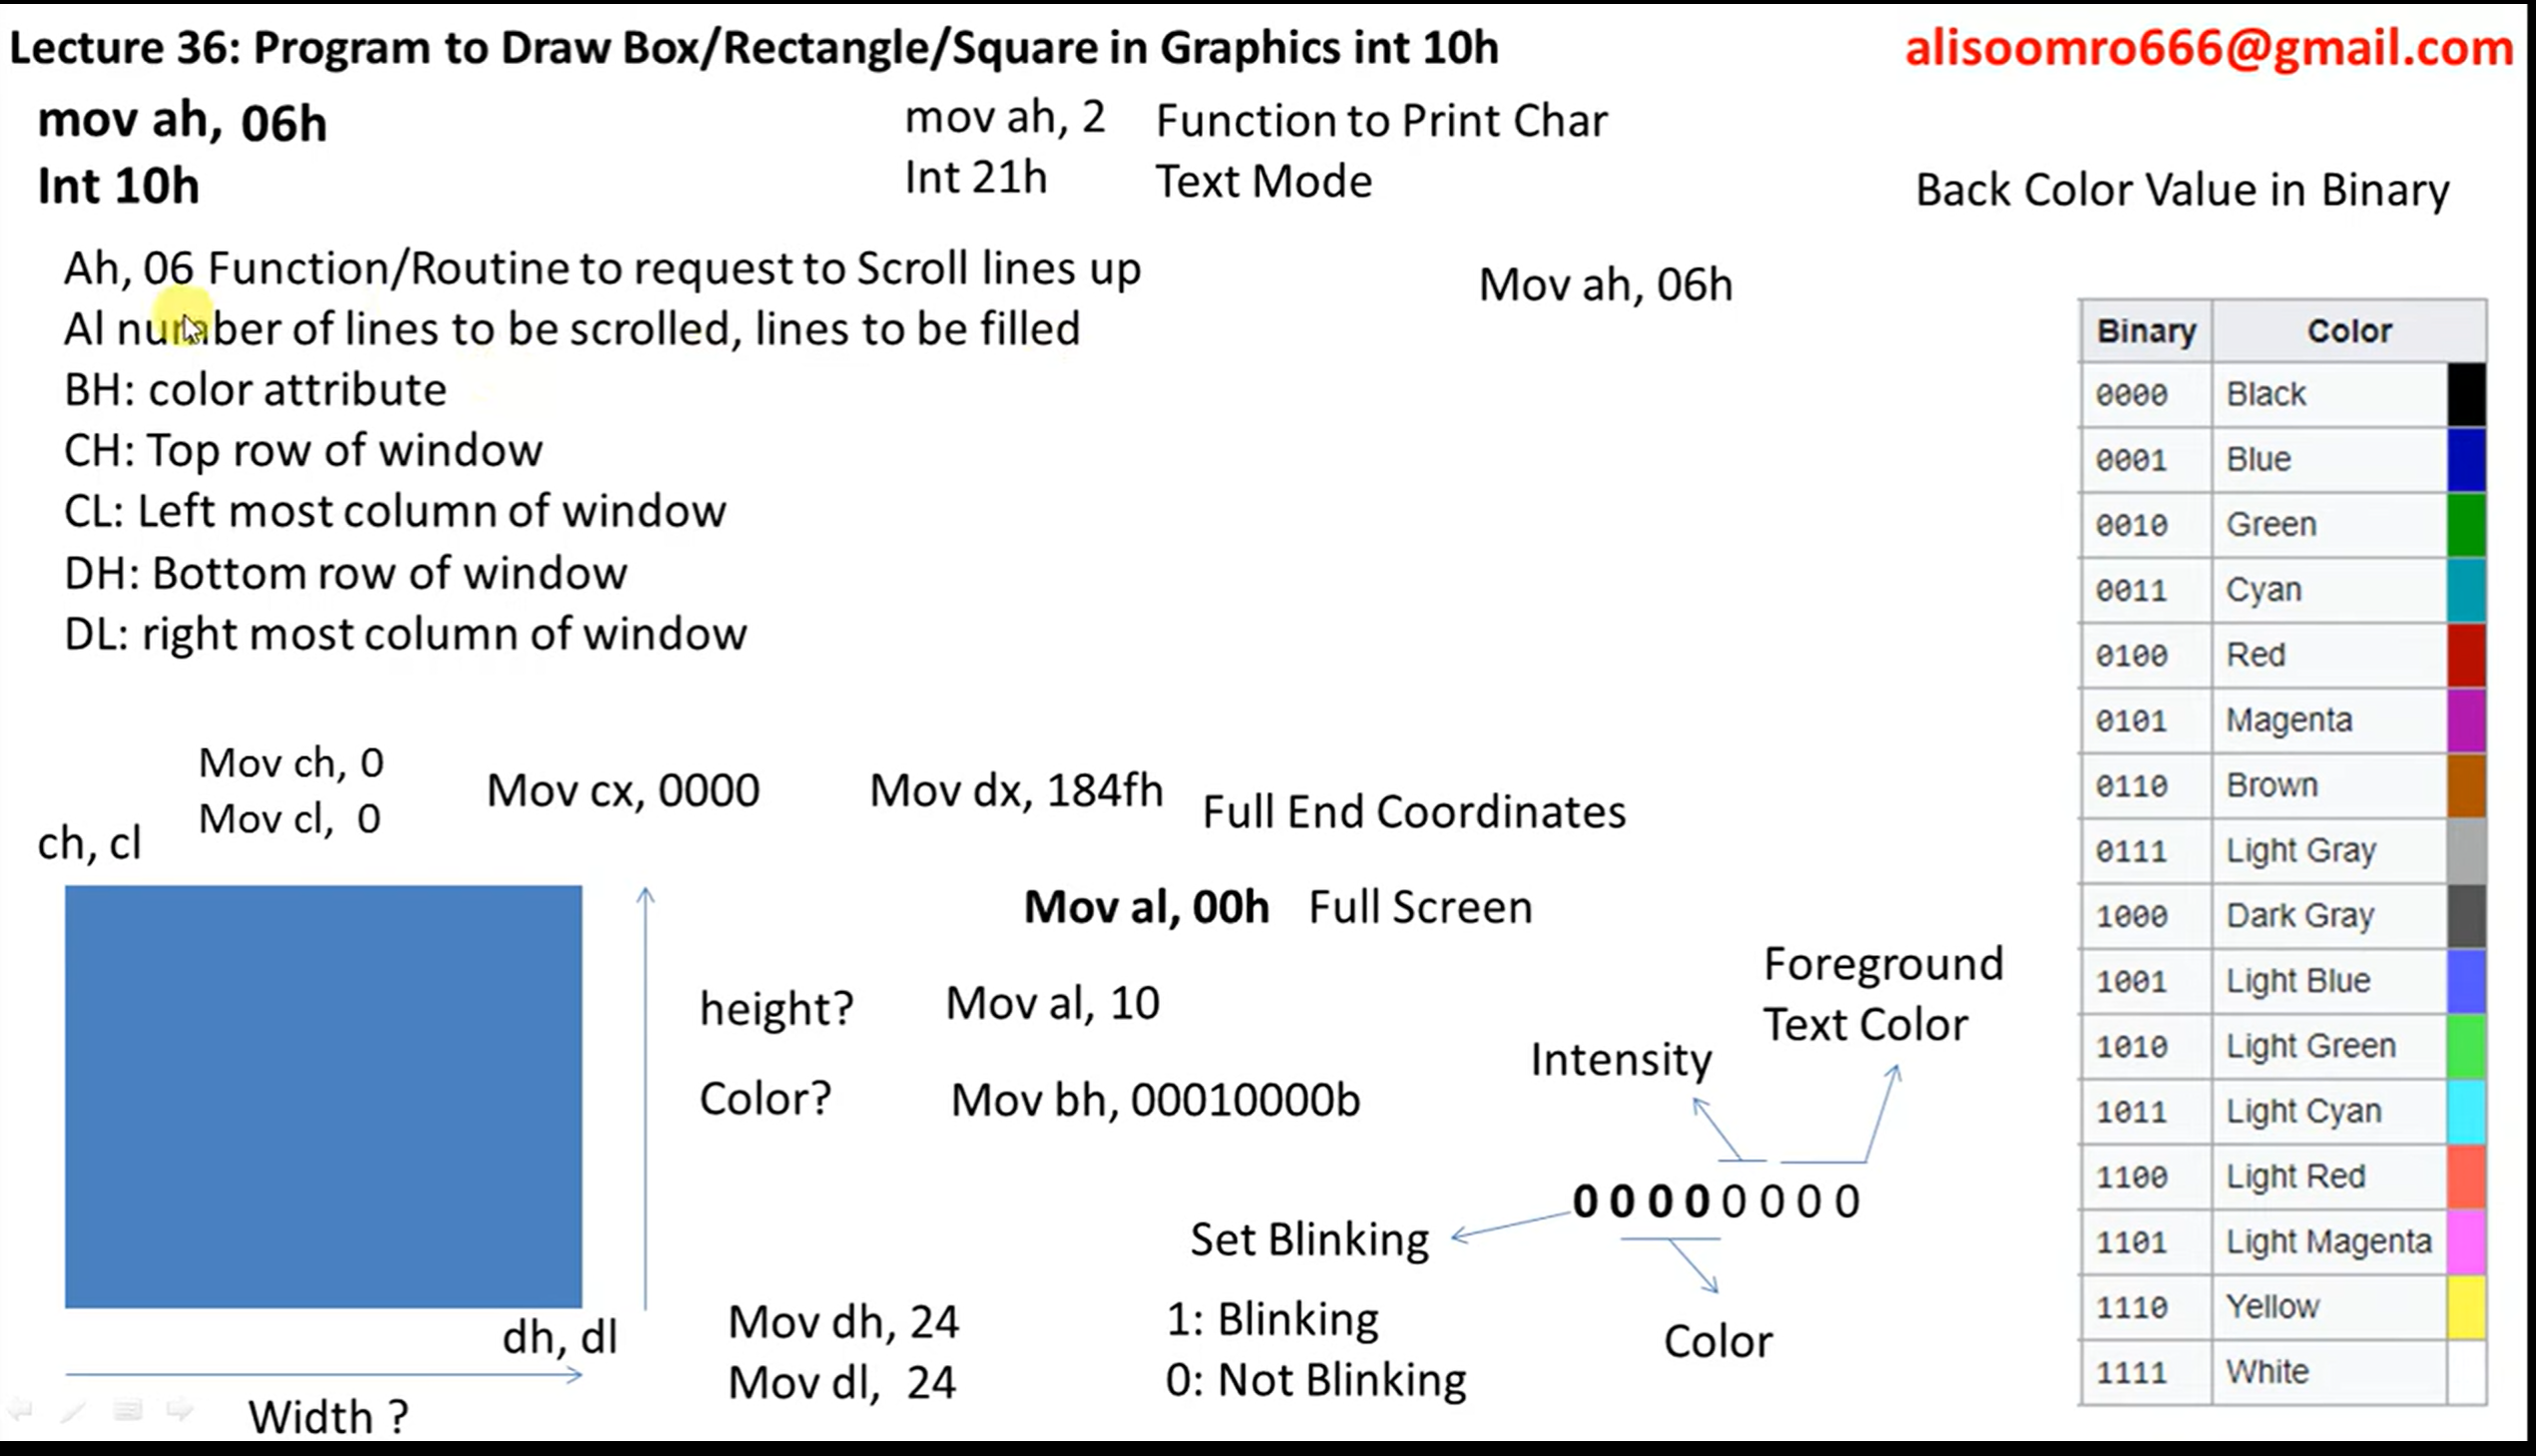 Lecture 36: Program to Draw Box/Rectangle/Square in Graphics int 10h
alisoomro666@gmail.com
mov ah, 06h
Int 10h
mov ah, 2 Function to Print Char
Int 21h Text Mode
Back Color Value in Binary
Ah, 06 Function/Routine to request to Scroll lines up
Al number of lines to be scrolled, lines to be filled
BH: color attribute
CH: Top row of window
CL: Left most column of window
DH: Bottom row of window
DL: right most column of window
Mov ah, 06h
Mov ch, 0
Mov cl, 0
Mov cx, 0000
Mov dx, 184fh
Full End Coordinates
ch, cl
Mov al, 00h Full Screen
height? Mov al, 10
Color? Mov bh, 00010000b
Intensity
Foreground
Text Color
0 0 0 0 0 0 0 0
Set Blinking
Color
1: Blinking
0: Not Blinking
dh, dl
Mov dh, 24
Mov dl, 24
Width ?
Binary Color
0000 Black
0001 Blue
0010 Green
0011 Cyan
0100 Red
0101 Magenta
0110 Brown
0111 Light Gray
1000 Dark Gray
1001 Light Blue
1010 Light Green
1011 Light Cyan
1100 Light Red
1101 Light Magenta
1110 Yellow
1111 White